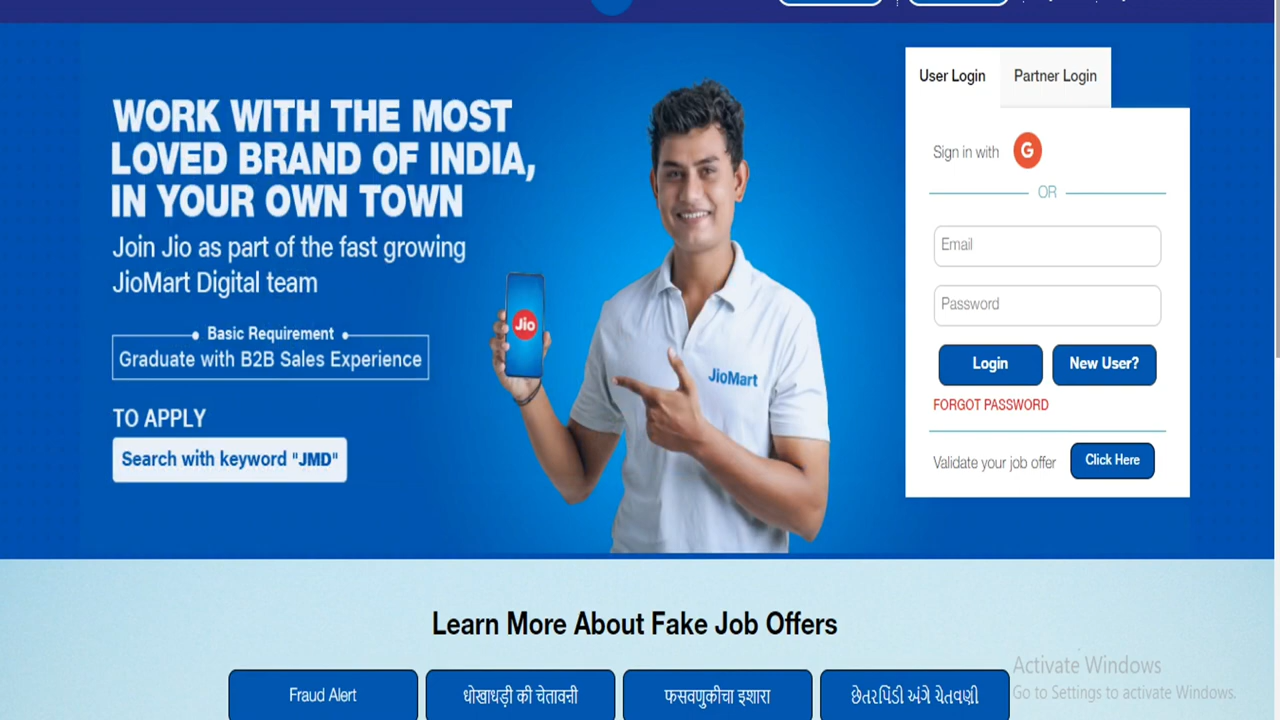 WORK WITH THE MOST
LOVED BRAND OF INDIA,
IN YOUR OWN TOWN
Join Jio as part of the fast growing
JioMart Digital team
Basic Requirement
Graduate with B2B Sales Experience
TO APPLY
Search with keyword "JMD"
Jio
JioMart
User Login
Partner Login
Sign in with G
OR
Email
Password
Login
New User?
FORGOT PASSWORD
Validate your job offer
Click Here
Learn More About Fake Job Offers
Fraud Alert
धोखाधड़ी की चेतावनी
फसवणुकीचा इशारा
છેતરપિંડી અંગે ચેતવણી
Activate Windows
Go to Settings to activate Windows.